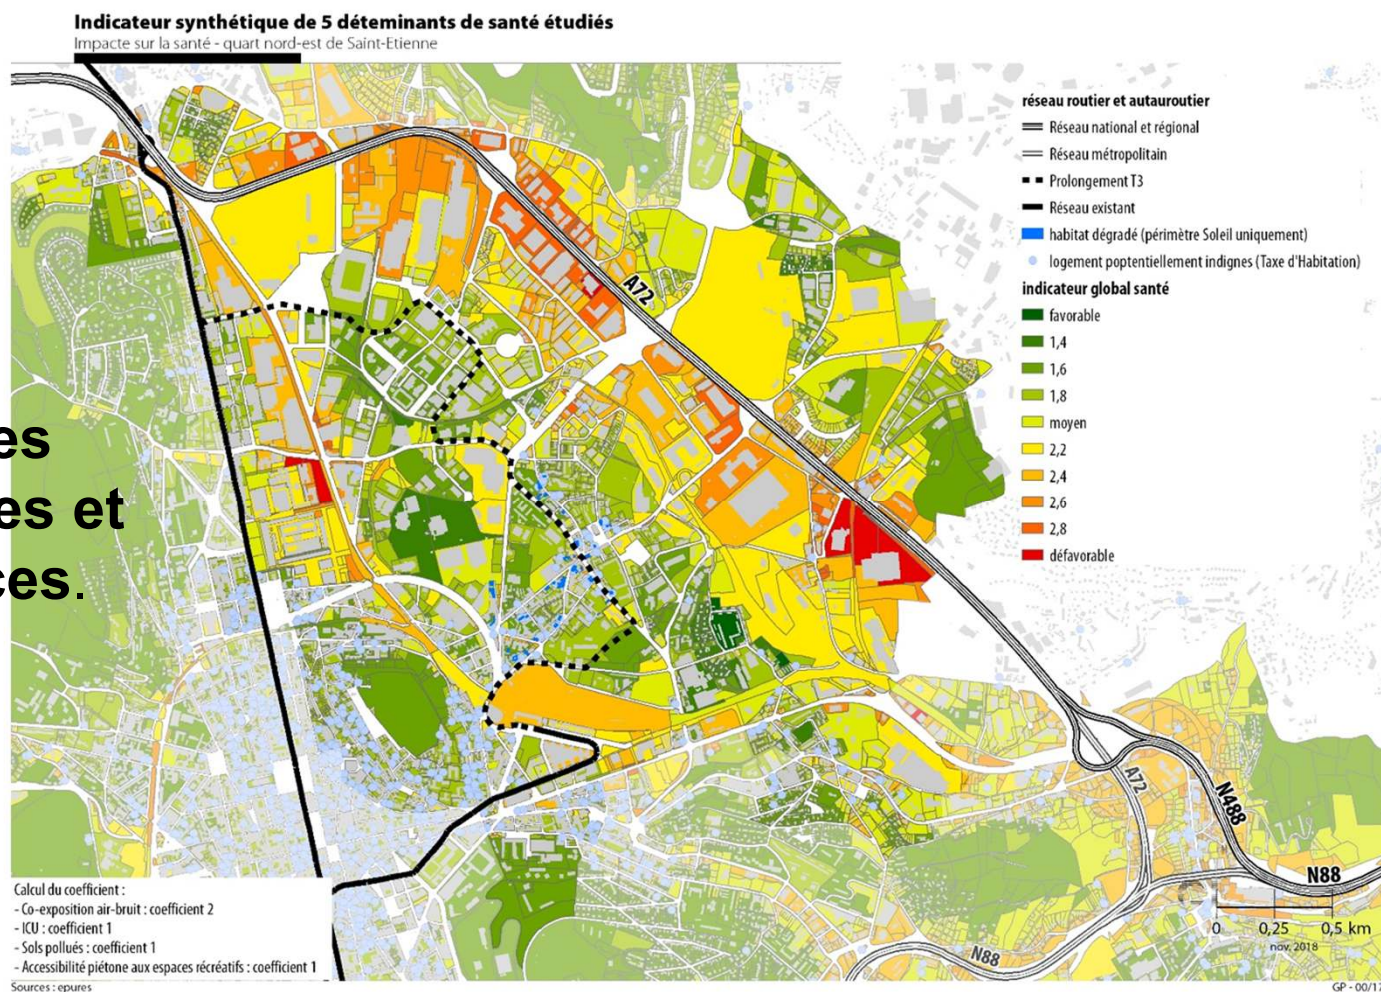 Indicateur synthétique de 5 déteminants de santé étudiés
Impacte sur la santé - quart nord-est de Saint-Etienne
réseau routier et autauroutier
Réseau national et régional
Réseau métropolitain
Prolongement T3
Réseau existant
habitat dégradé (périmètre Soleil uniquement)
logement poptentiellement indignes (Taxe d'Habitation)
indicateur global santé
favorable
1,4
1,6
1,8
moyen
2,2
2,4
2,6
2,8
défavorable
A72
es
es et
ces.
A72
N488
N88
N88
0 0,25 0,5 km
nov. 2018
Calcul du coefficient :
- Co-exposition air-bruit : coefficient 2
- ICU : coefficient 1
- Sols pollués : coefficient 1
- Accessibilité piétone aux espaces récréatifs : coefficient 1
Sources : epures
GP - 00/17